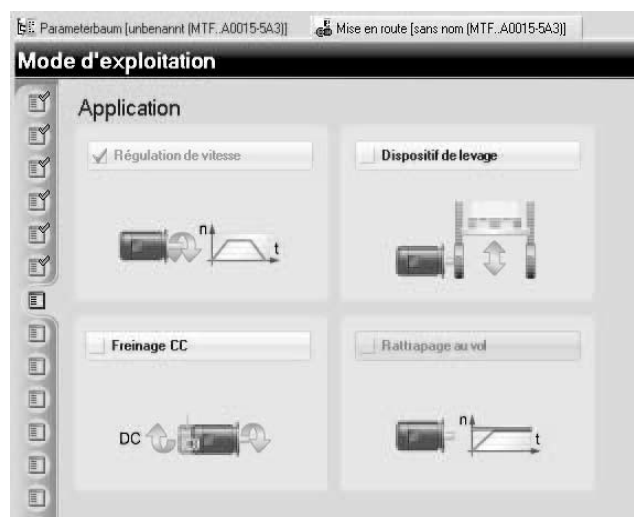 Parameterbaum [unbenannt (MTF..A0015-5A3)] Mise en route [sans nom (MTF..A0015-5A3)]
Mode d'exploitation
Application
Régulation de vitesse Dispositif de levage
n t
Freinage CC Rattrapage au vol
DC n t